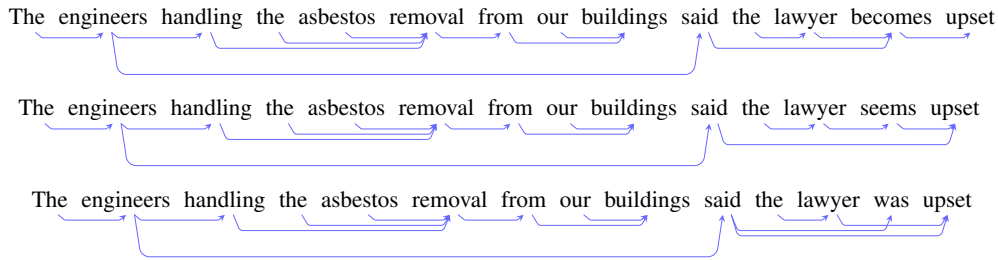 The engineers handling the asbestos removal from our buildings said the lawyer becomes upset
The engineers handling the asbestos removal from our buildings said the lawyer seems upset
The engineers handling the asbestos removal from our buildings said the lawyer was upset